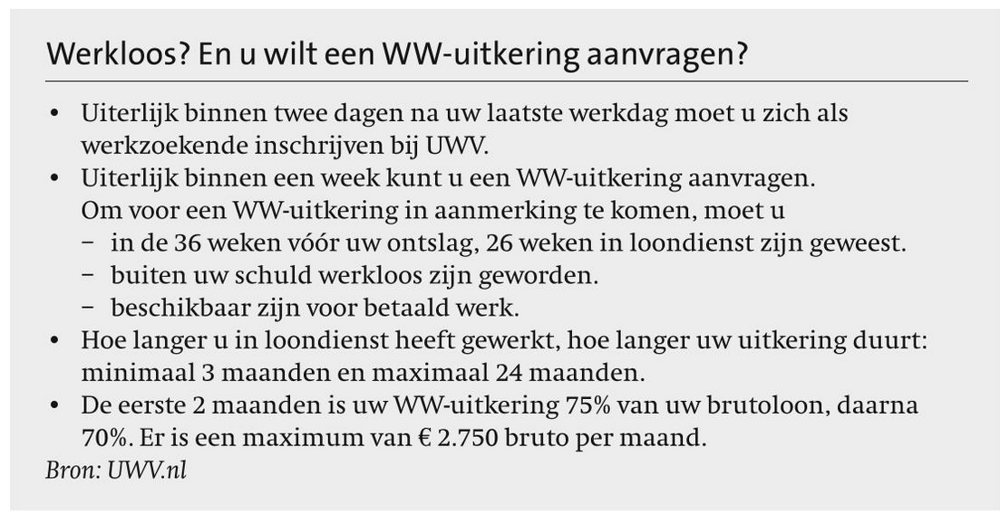 Werkloos? En u wilt een WW-uitkering aanvragen?
• Uiterlijk binnen twee dagen na uw laatste werkdag moet u zich als
werkzoekende inschrijven bij UWV.
• Uiterlijk binnen een week kunt u een WW-uitkering aanvragen.
Om voor een WW-uitkering in aanmerking te komen, moet u
– in de 36 weken vóór uw ontslag, 26 weken in loondienst zijn geweest.
– buiten uw schuld werkloos zijn geworden.
– beschikbaar zijn voor betaald werk.
• Hoe langer u in loondienst heeft gewerkt, hoe langer uw uitkering duurt:
minimaal 3 maanden en maximaal 24 maanden.
• De eerste 2 maanden is uw WW-uitkering 75% van uw brutoloon, daarna
70%. Er is een maximum van € 2.750 bruto per maand.
Bron: UWV.nl